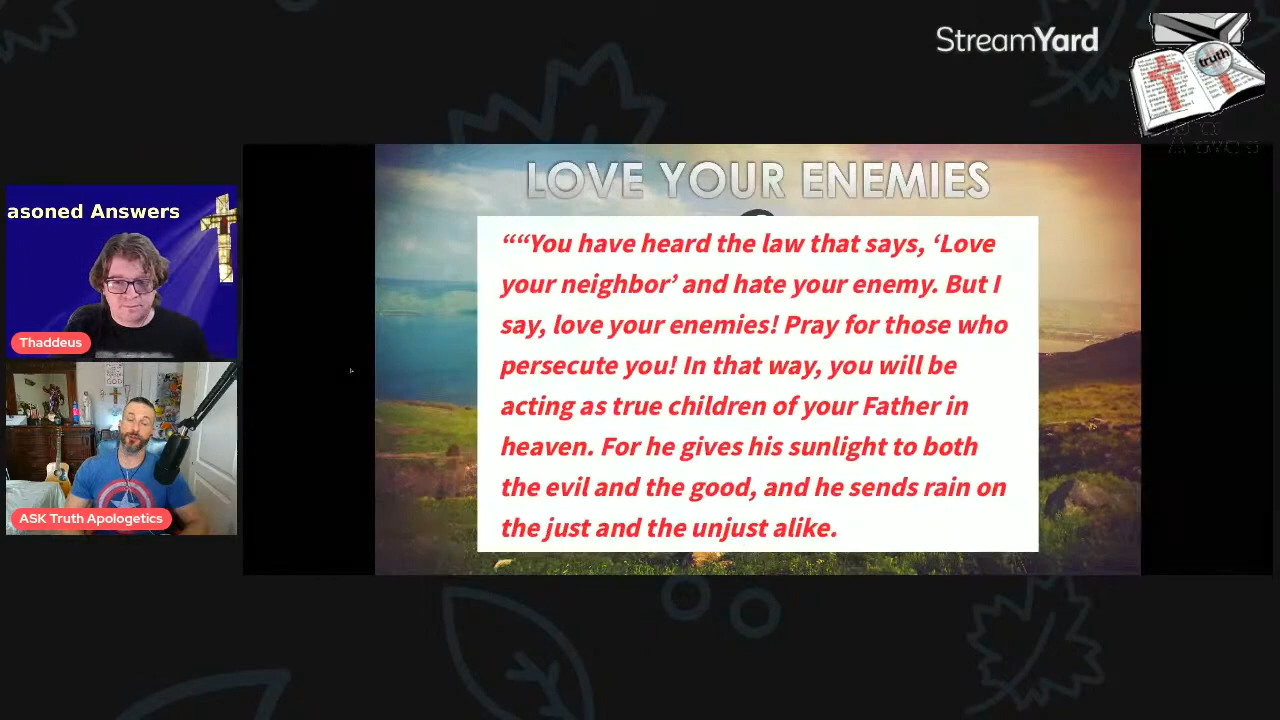 StreamYard
truth
asoned Answers
Thaddeus
ASK Truth Apologetics
LOVE YOUR ENEMIES
““You have heard the law that says, ‘Love
your neighbor’ and hate your enemy. But I
say, love your enemies! Pray for those who
persecute you! In that way, you will be
acting as true children of your Father in
heaven. For he gives his sunlight to both
the evil and the good, and he sends rain on
the just and the unjust alike.